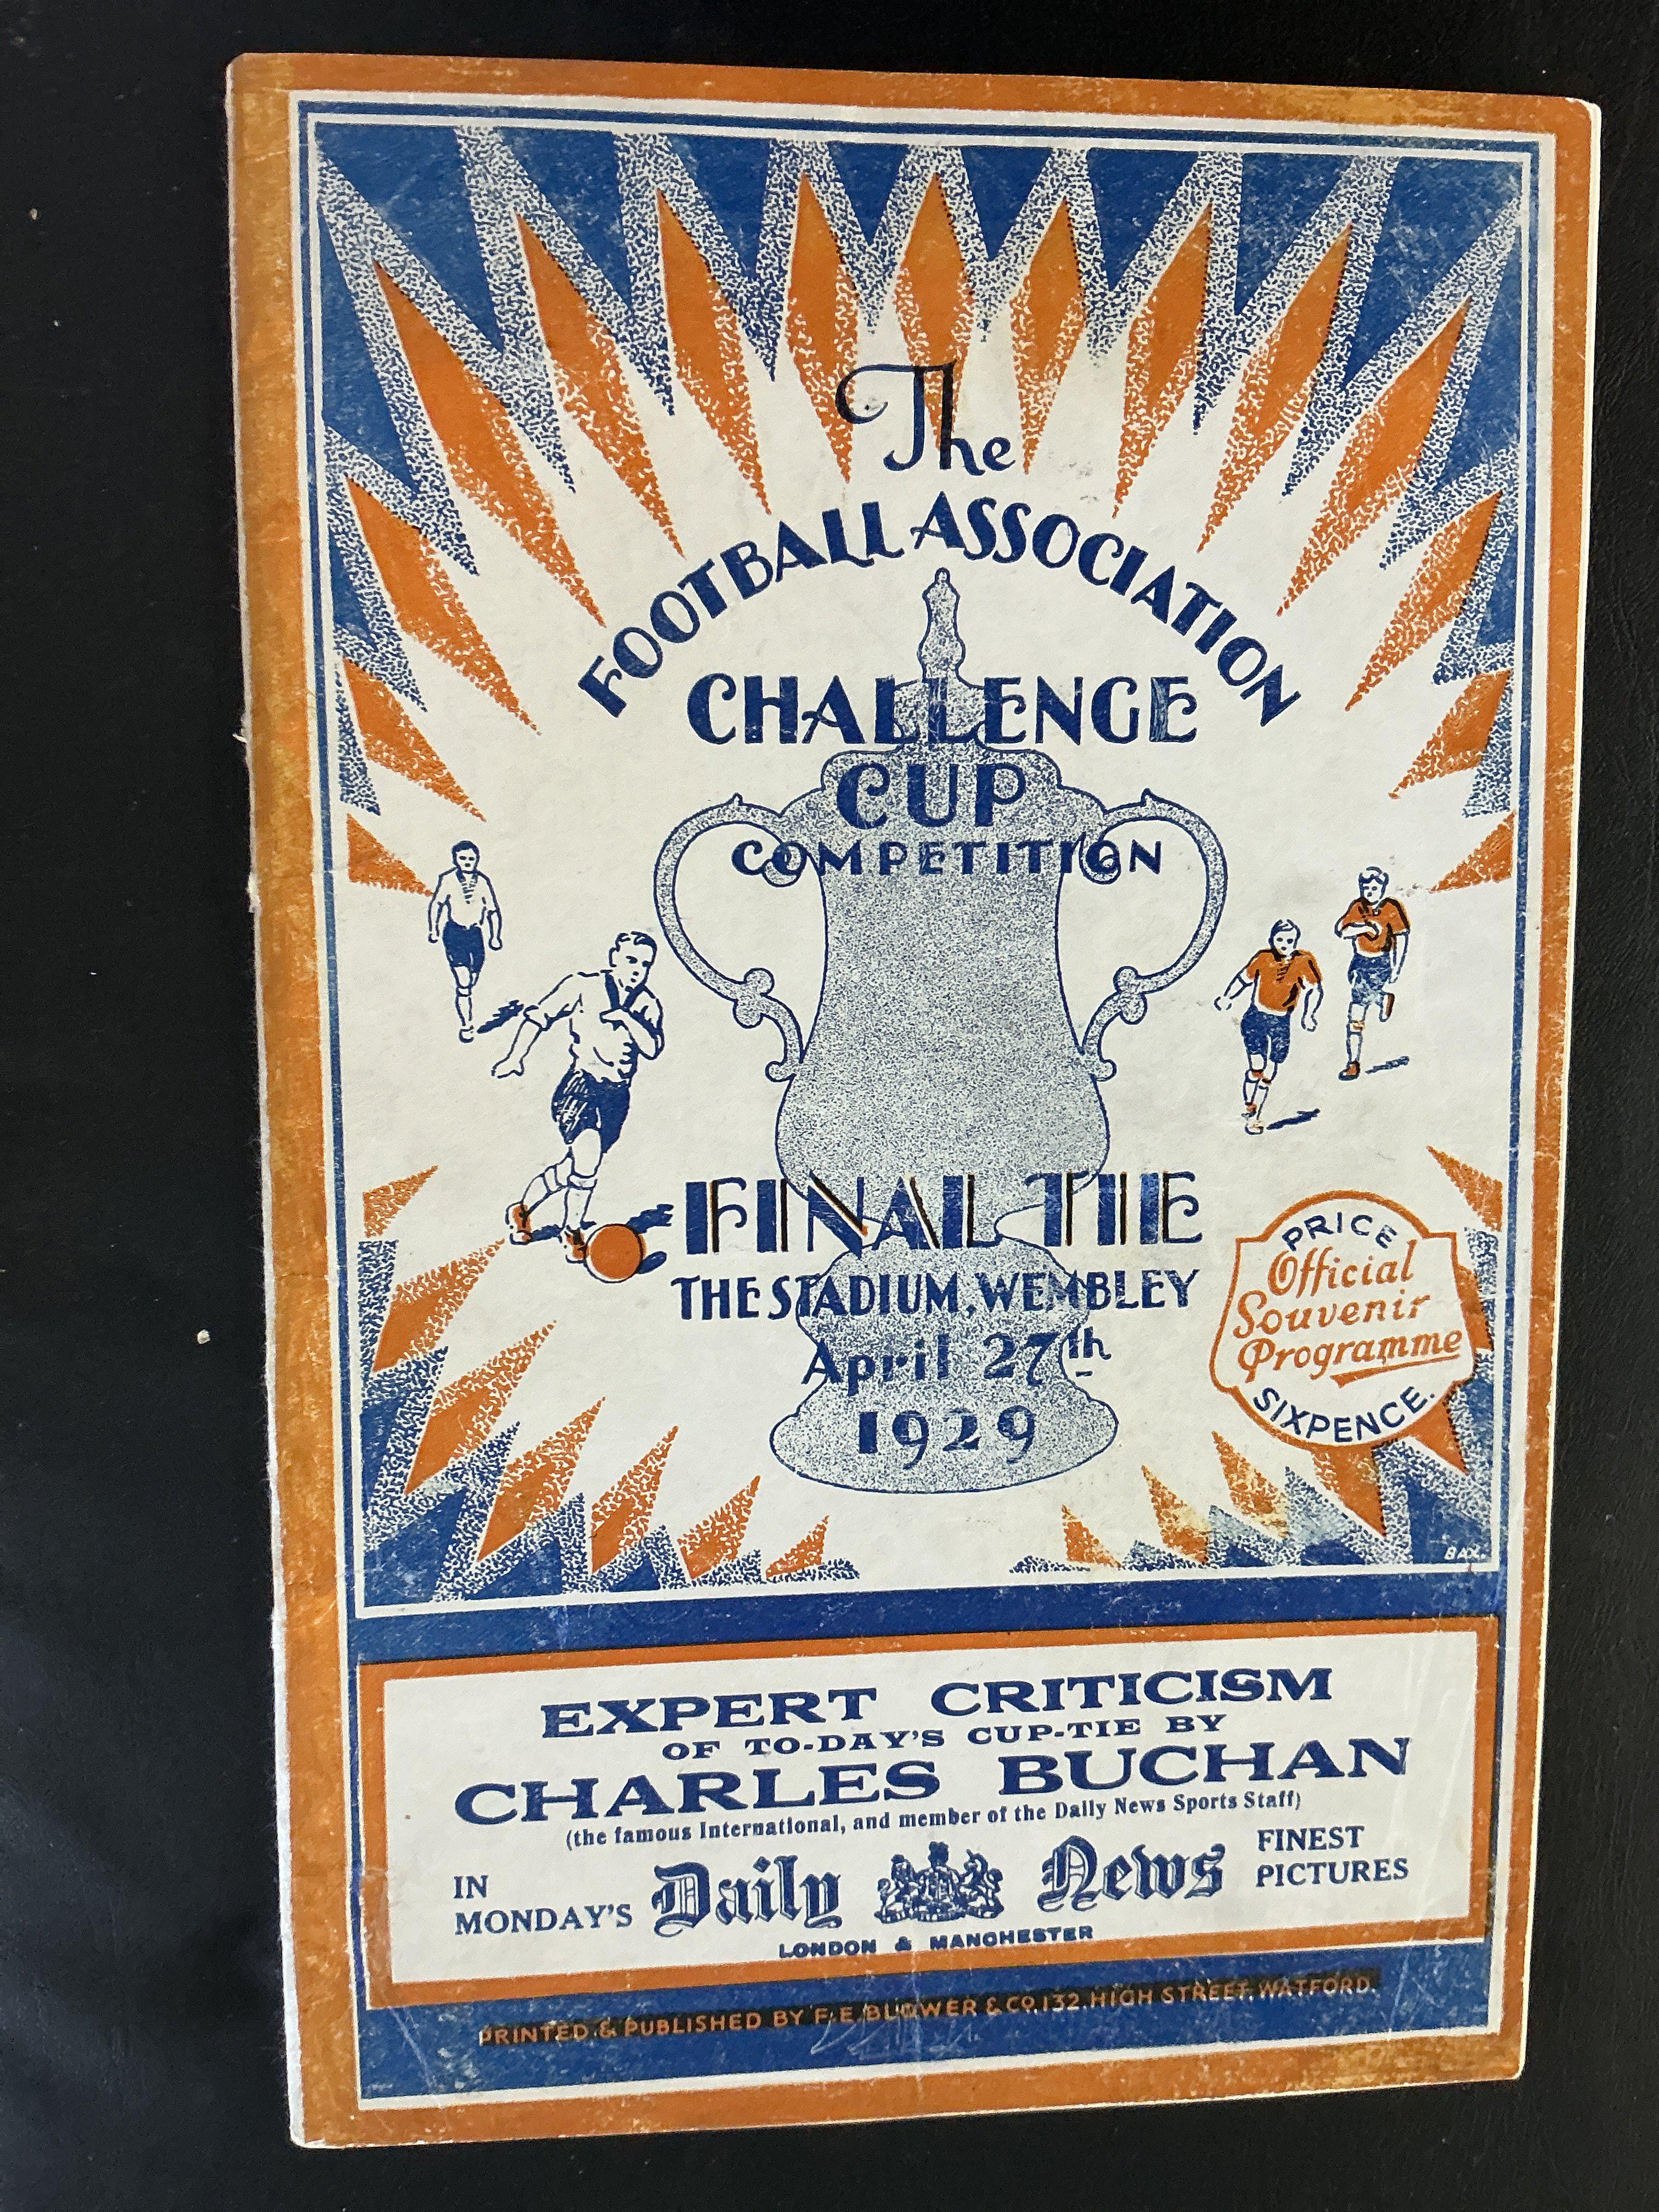 The
FOOTBALL ASSOCIATION
CHALLENGE
CUP
COMPETITION
FINAL TIE
THE STADIUM, WEMBLEY
April 27th
1929
PRICE
Official
Souvenir
Programme
SIXPENCE.
BAX.
EXPERT CRITICISM
OF TO-DAY'S CUP-TIE BY
CHARLES BUCHAN
(the famous International, and member of the Daily News Sports Staff)
IN MONDAY'S Daily News FINEST PICTURES
LONDON & MANCHESTER
PRINTED & PUBLISHED BY F.E. BLOWER & CO. 132. HIGH STREET. WATFORD.